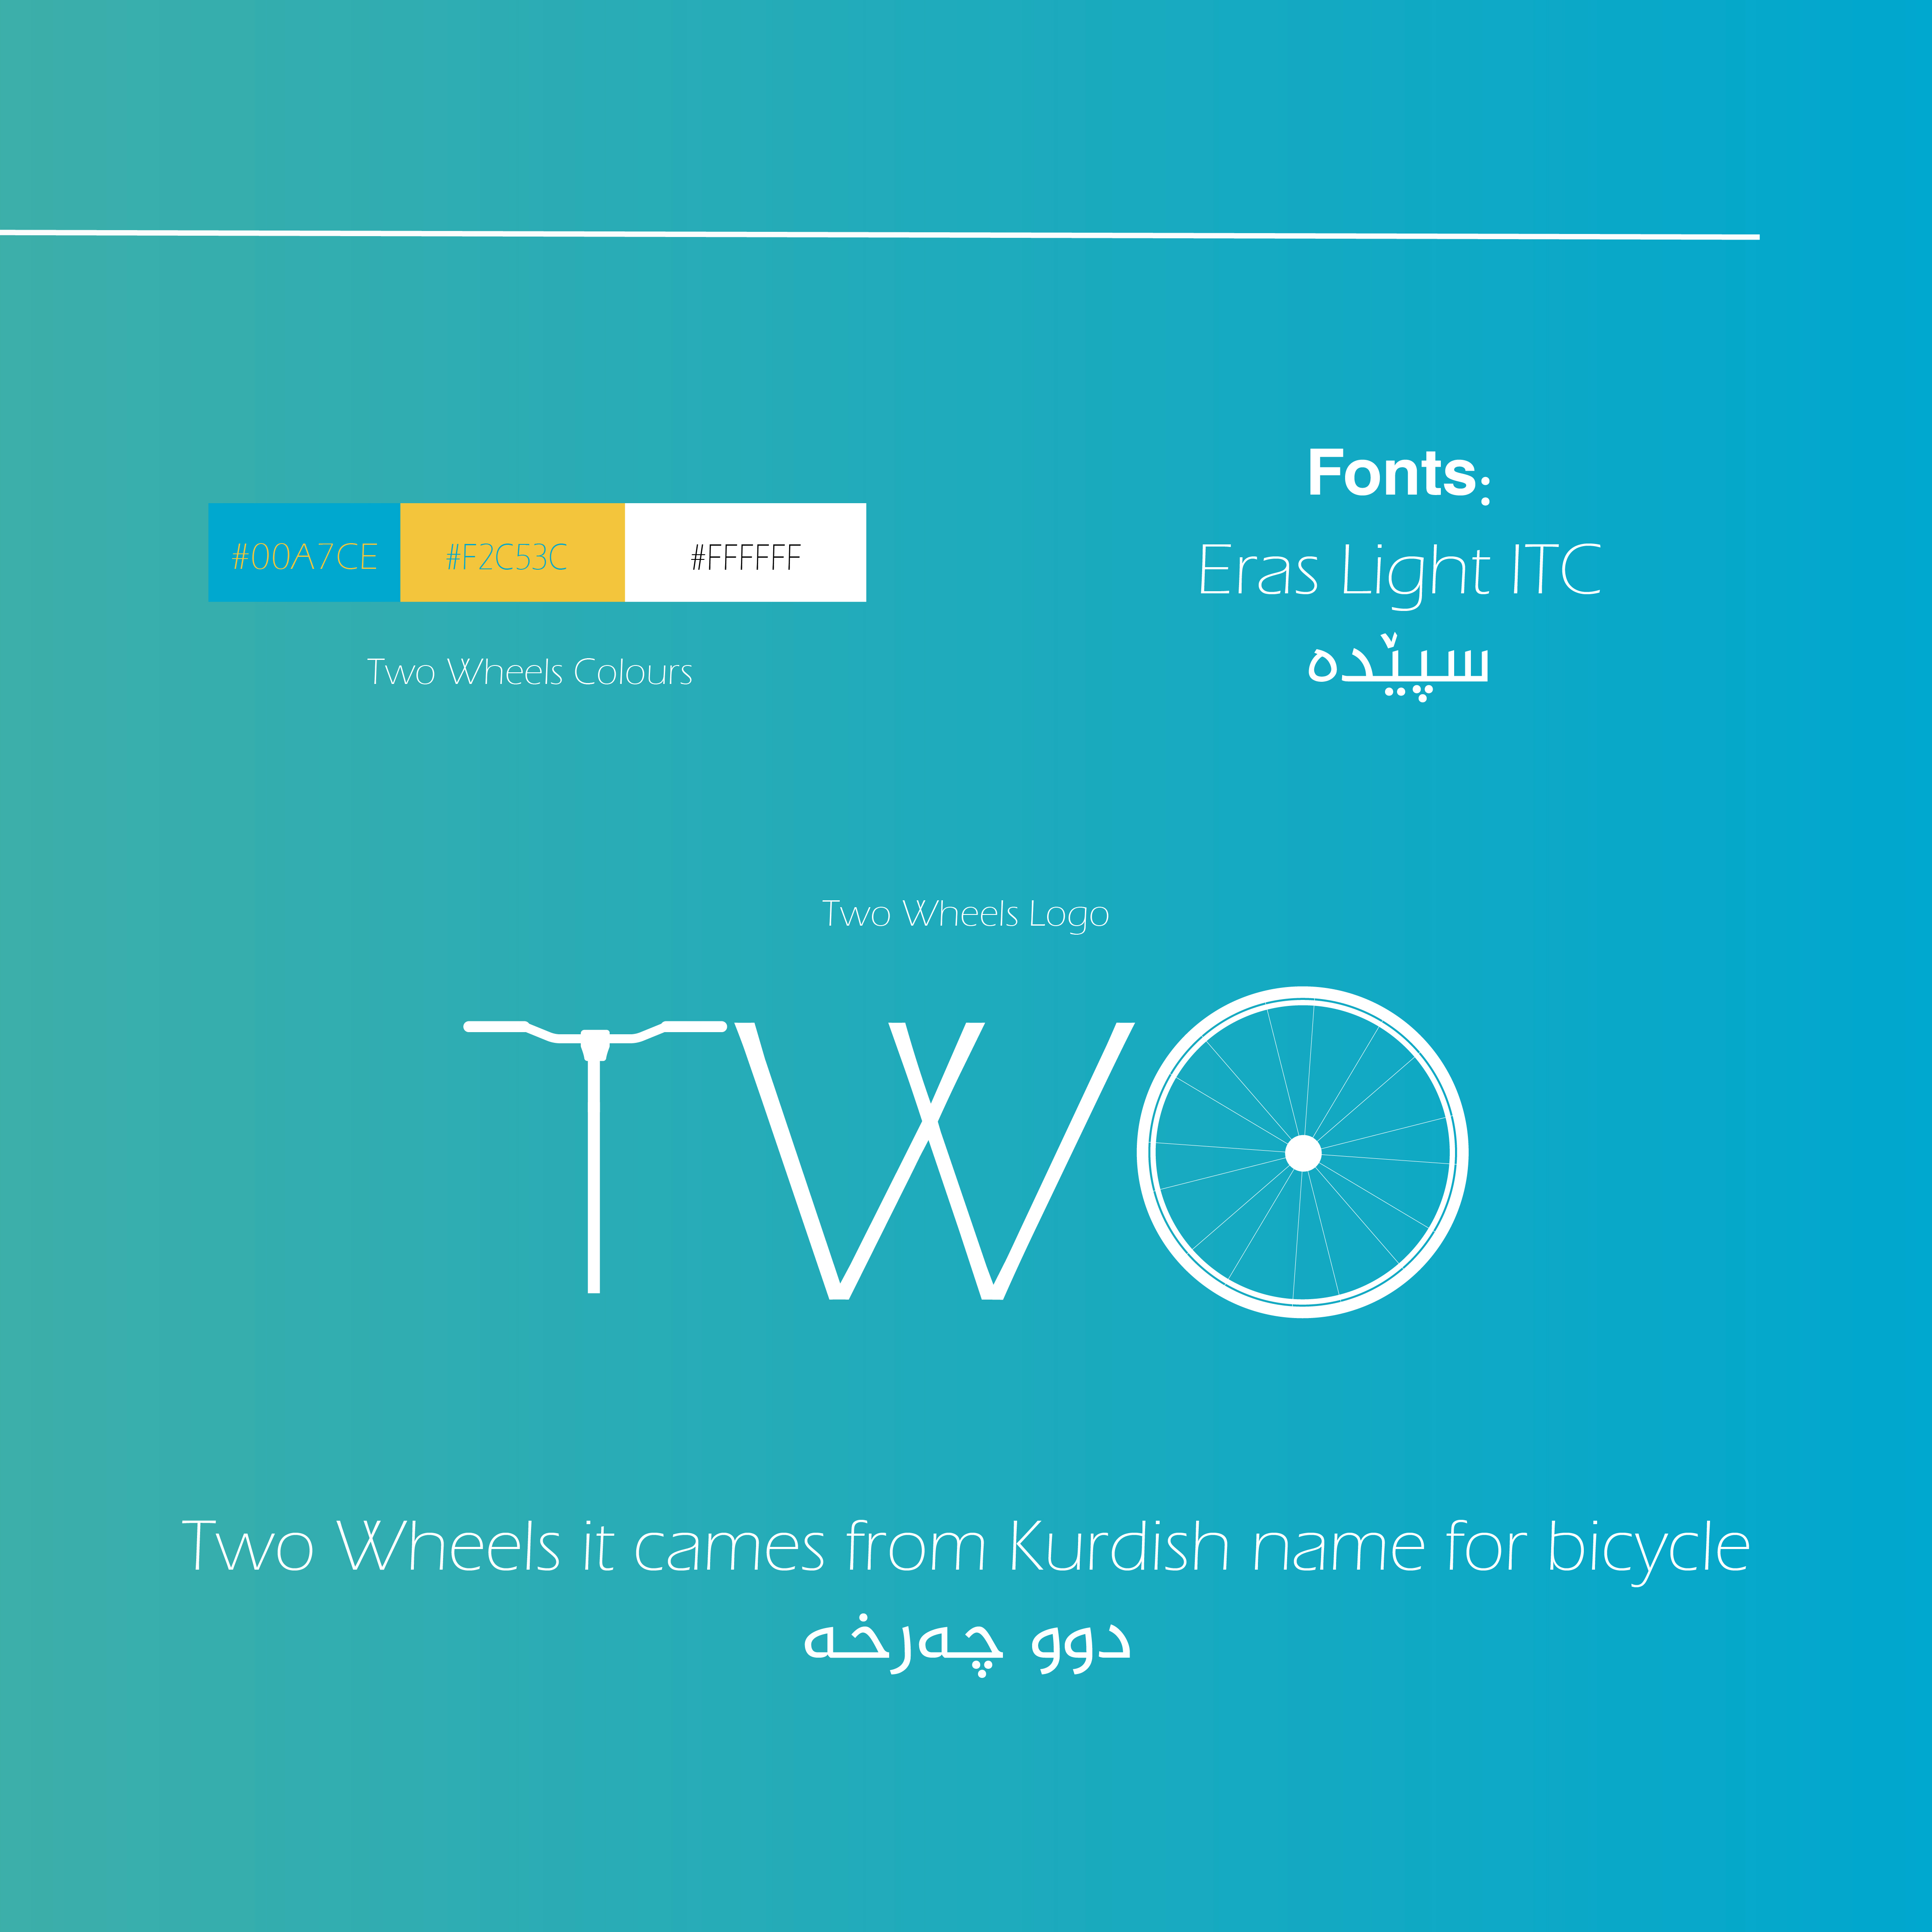 Fonts:
#00A7CE #F2C53C #FFFFFF
Eras Light ITC
Two Wheels Colours
سپێدە
Two Wheels Logo
TWO
Two Wheels it cames from Kurdish name for bicycle
دوو چەرخە